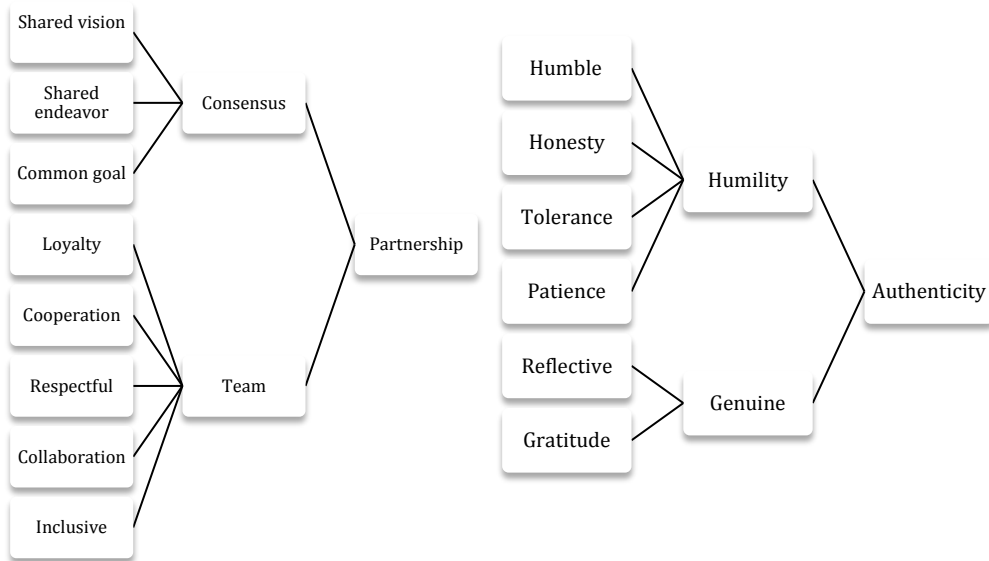 Shared vision
Shared
endeavor
Common goal
Loyalty
Cooperation
Respectful
Collaboration
Inclusive
Consensus
Team
Partnership
Humble
Honesty
Tolerance
Patience
Reflective
Gratitude
Humility
Genuine
Authenticity